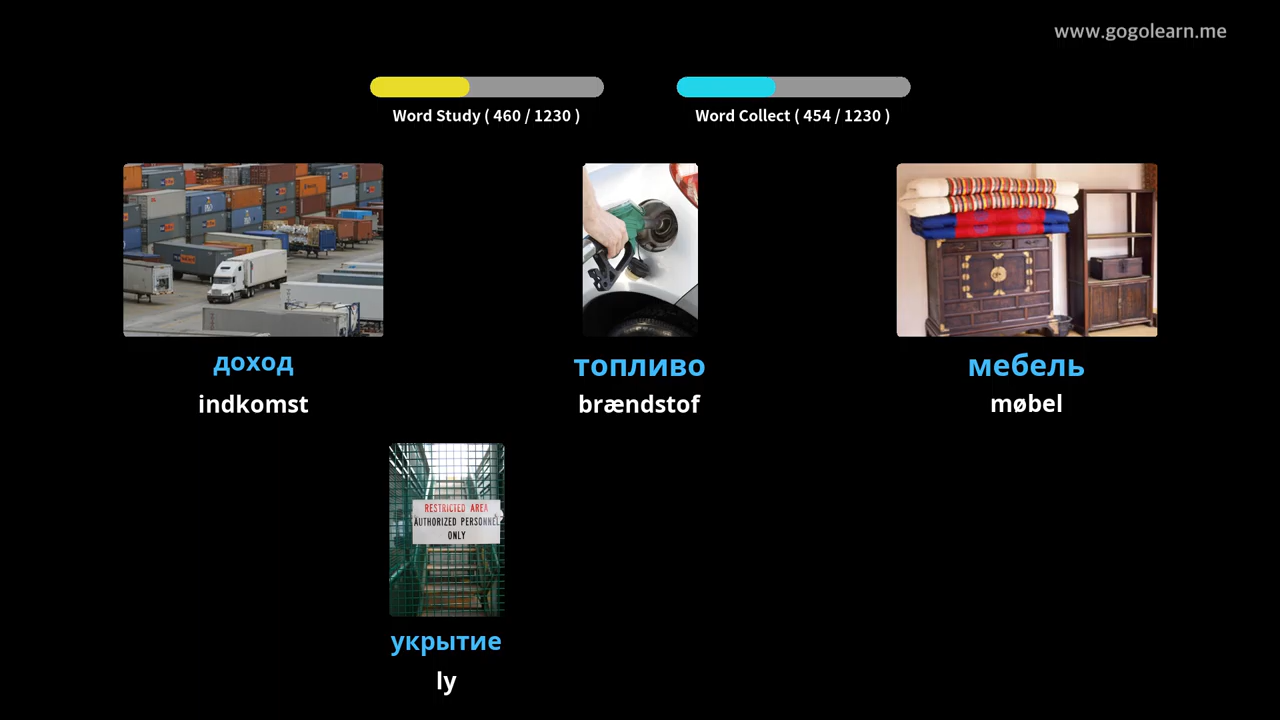 www.gogolearn.me
Word Study ( 460 / 1230 )
Word Collect ( 454 / 1230 )
доход
топливо
мебель
indkomst
brændstof
møbel
RESTRICTED AREA
AUTHORIZED PERSONNEL
ONLY
укрытие
ly